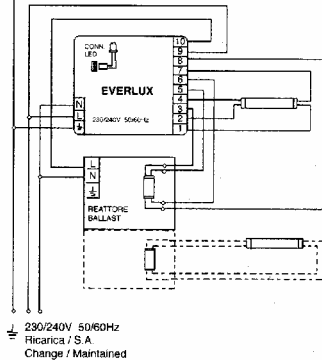 10
9
CONN. 8
LED 7
6
EVERLUX 5
4
N 3
L 230/240V 50/60Hz 2
1
L
N
REATTORE
BALLAST
230/240V 50/60Hz
Ricarica / S.A.
Change / Maintained